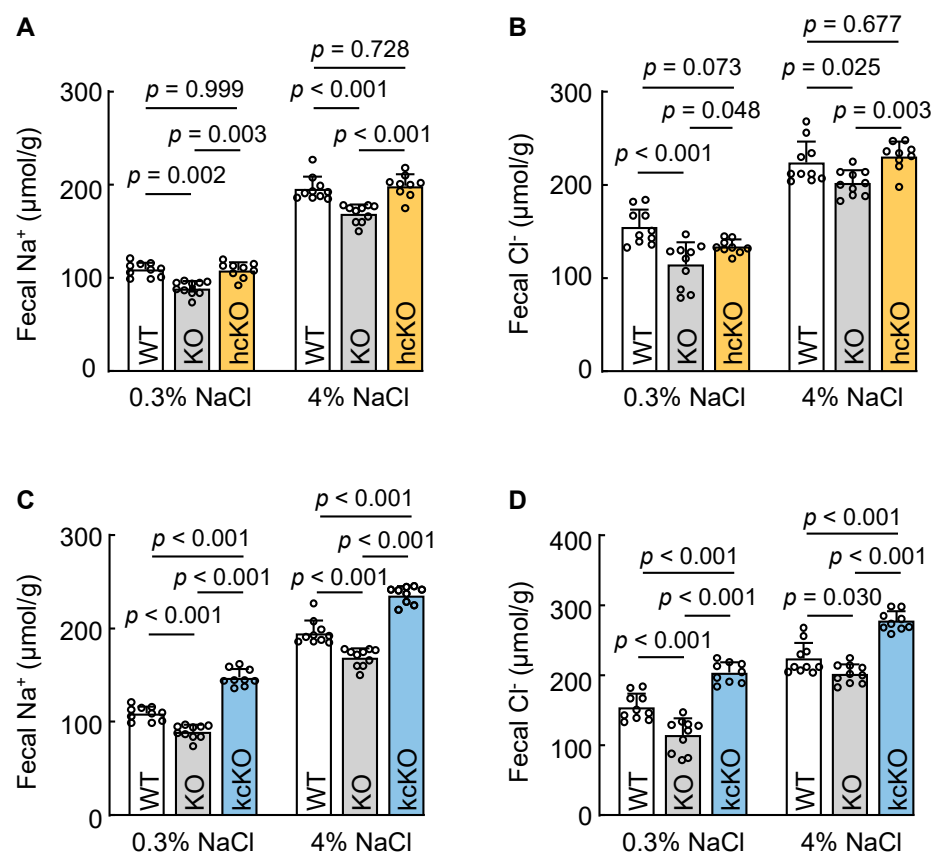 A
p = 0.728
p = 0.999
p < 0.001
p = 0.003
p < 0.001
p = 0.002
300
200
100
0
Fecal Na⁺ (μmol/g)
WT
KO
hcKO
WT
KO
hcKO
0.3% NaCl
4% NaCl
B
p = 0.677
p = 0.073
p = 0.025
p = 0.048
p = 0.003
p < 0.001
300
200
100
0
Fecal Cl⁻ (μmol/g)
WT
KO
hcKO
WT
KO
hcKO
0.3% NaCl
4% NaCl
C
p < 0.001
p < 0.001
p < 0.001
p < 0.001
p < 0.001
p < 0.001
300
200
100
0
Fecal Na⁺ (μmol/g)
WT
KO
kcKO
WT
KO
kcKO
0.3% NaCl
4% NaCl
D
p < 0.001
p < 0.001
p < 0.001
p < 0.001
p = 0.030
p < 0.001
400
300
200
100
0
Fecal Cl⁻ (μmol/g)
WT
KO
kcKO
WT
KO
kcKO
0.3% NaCl
4% NaCl